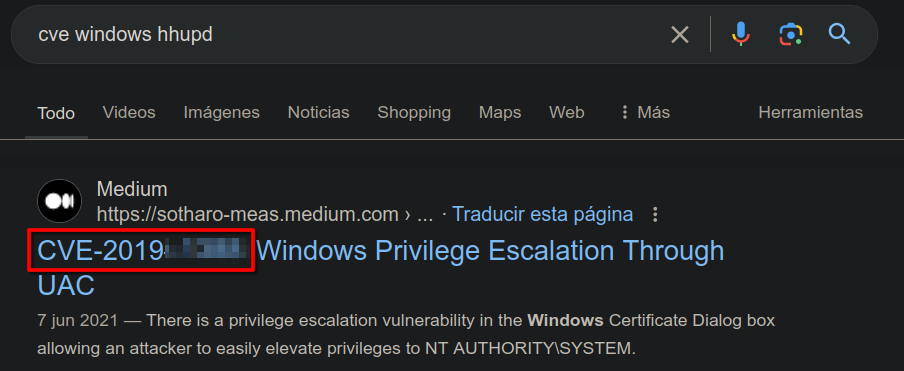 cve windows hhupd
Todo Videos Imágenes Noticias Shopping Maps Web Más Herramientas
Medium
https://sotharo-meas.medium.com › ... · Traducir esta página
CVE-2019 Windows Privilege Escalation Through
UAC
7 jun 2021 — There is a privilege escalation vulnerability in the Windows Certificate Dialog box
allowing an attacker to easily elevate privileges to NT AUTHORITY\SYSTEM.